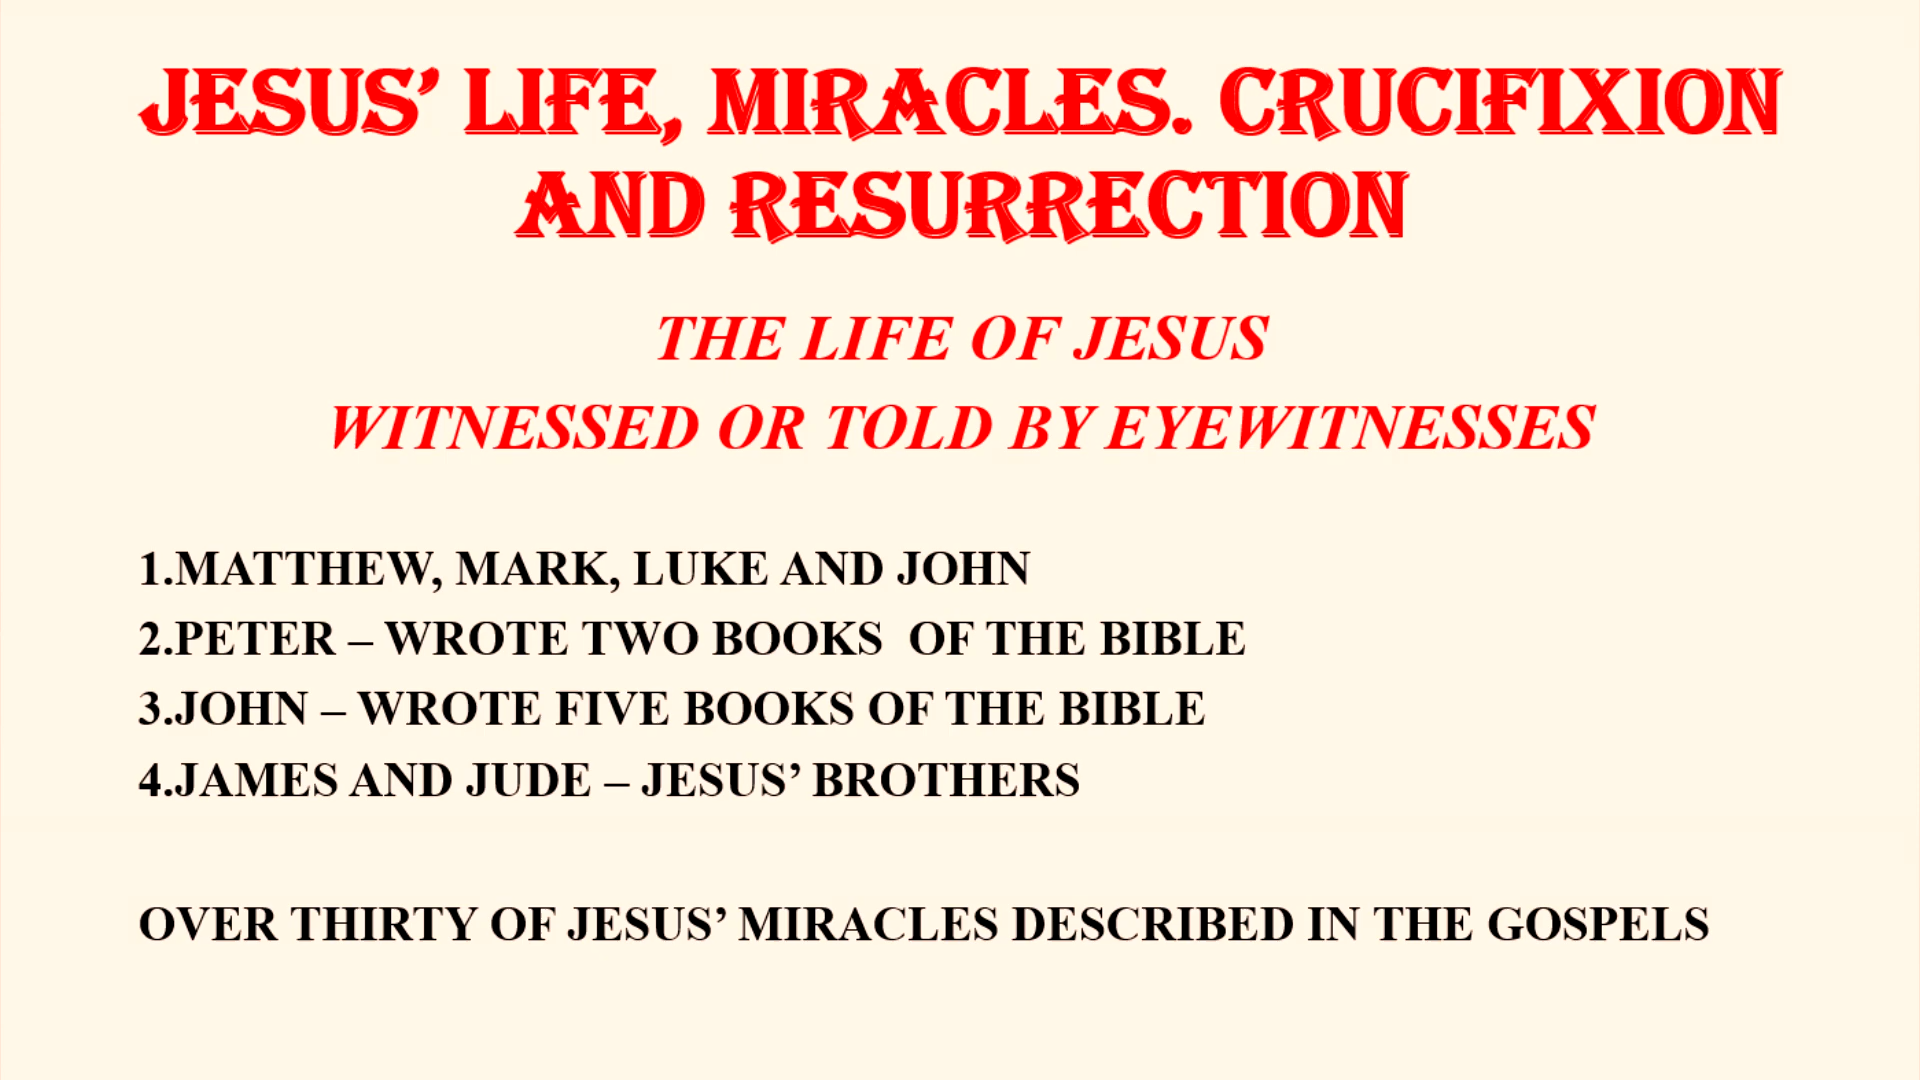 JESUS’ LIFE, MIRACLES. CRUCIFIXION
AND RESURRECTION
THE LIFE OF JESUS
WITNESSED OR TOLD BY EYEWITNESSES
1.MATTHEW, MARK, LUKE AND JOHN
2.PETER – WROTE TWO BOOKS  OF THE BIBLE
3.JOHN – WROTE FIVE BOOKS OF THE BIBLE
4.JAMES AND JUDE – JESUS’ BROTHERS
OVER THIRTY OF JESUS’ MIRACLES DESCRIBED IN THE GOSPELS